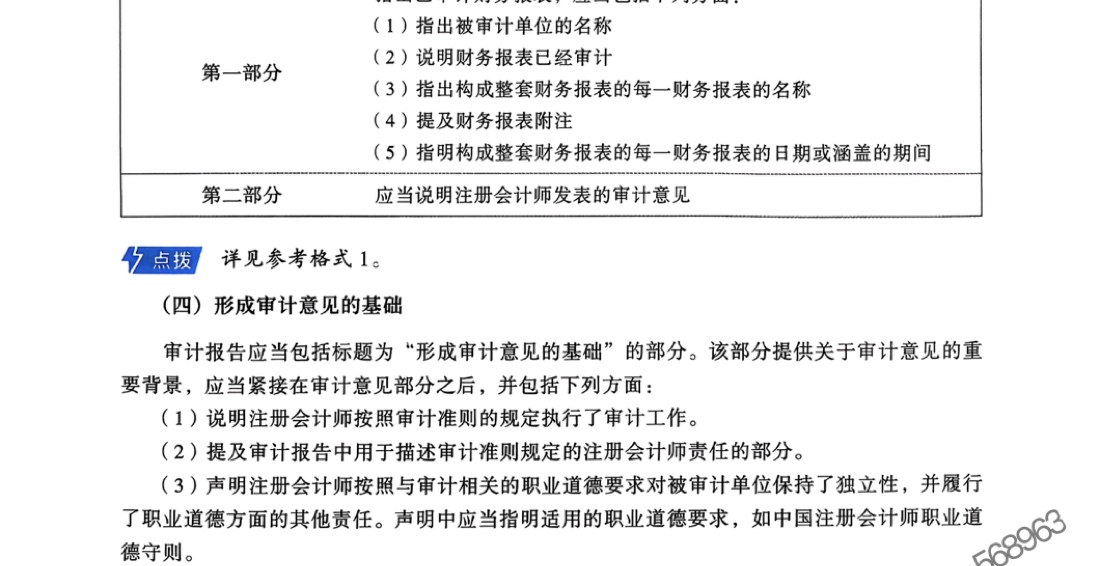 （1）指出被审计单位的名称
（2）说明财务报表已经审计
第一部分
（3）指出构成整套财务报表的每一财务报表的名称
（4）提及财务报表附注
（5）指明构成整套财务报表的每一财务报表的日期或涵盖的期间
第二部分 应当说明注册会计师发表的审计意见
点拨 详见参考格式1。
（四）形成审计意见的基础
审计报告应当包括标题为“形成审计意见的基础”的部分。该部分提供关于审计意见的重
要背景，应当紧接在审计意见部分之后，并包括下列方面：
（1）说明注册会计师按照审计准则的规定执行了审计工作。
（2）提及审计报告中用于描述审计准则规定的注册会计师责任的部分。
（3）声明注册会计师按照与审计相关的职业道德要求对被审计单位保持了独立性，并履行
了职业道德方面的其他责任。声明中应当指明适用的职业道德要求，如中国注册会计师职业道
德守则。
568963